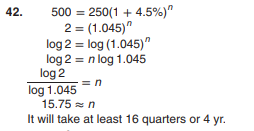 42. 500 = 250(1 + 4.5%)ⁿ
2 = (1.045)ⁿ
log 2 = log (1.045)ⁿ
log 2 = n log 1.045
log 2
log 1.045 = n
15.75 ≈ n
It will take at least 16 quarters or 4 yr.